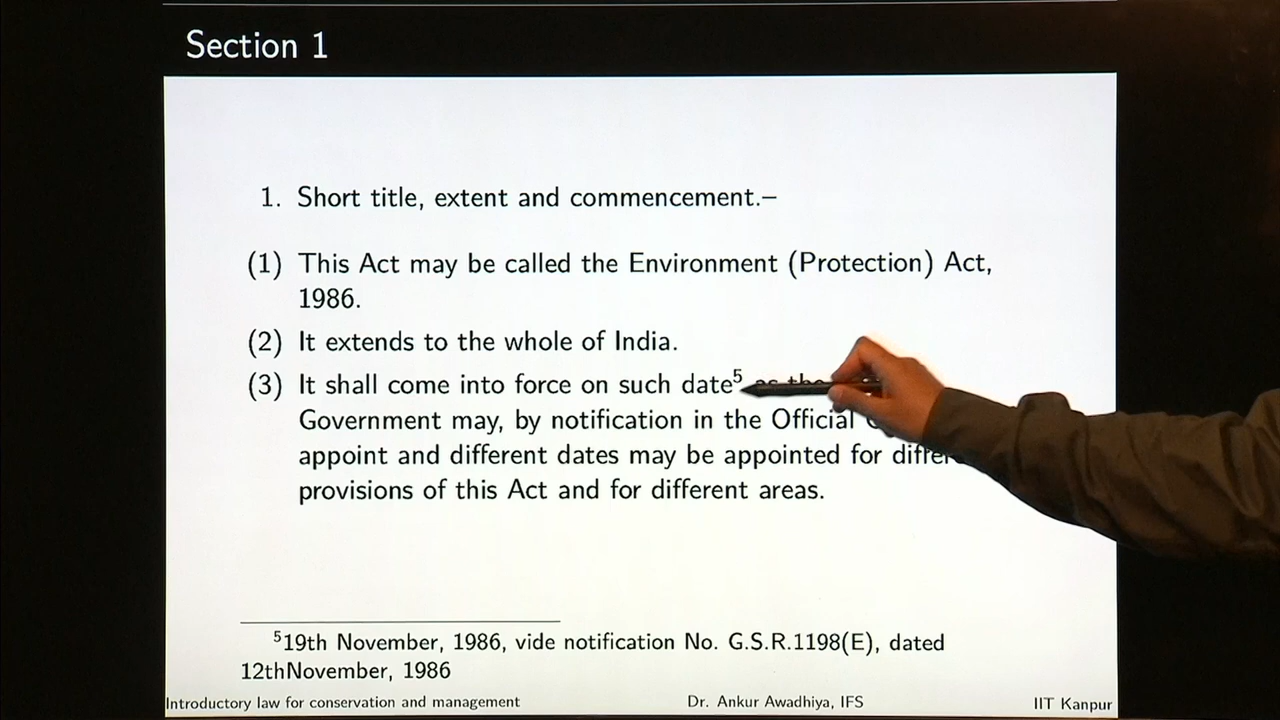 Section 1
1. Short title, extent and commencement.–
(1) This Act may be called the Environment (Protection) Act,
1986.
(2) It extends to the whole of India.
(3) It shall come into force on such date⁵ as the
Government may, by notification in the Official
appoint and different dates may be appointed for
provisions of this Act and for different areas.
⁵19th November, 1986, vide notification No. G.S.R.1198(E), dated
12thNovember, 1986
Introductory law for conservation and management Dr. Ankur Awadhiya, IFS IIT Kanpur